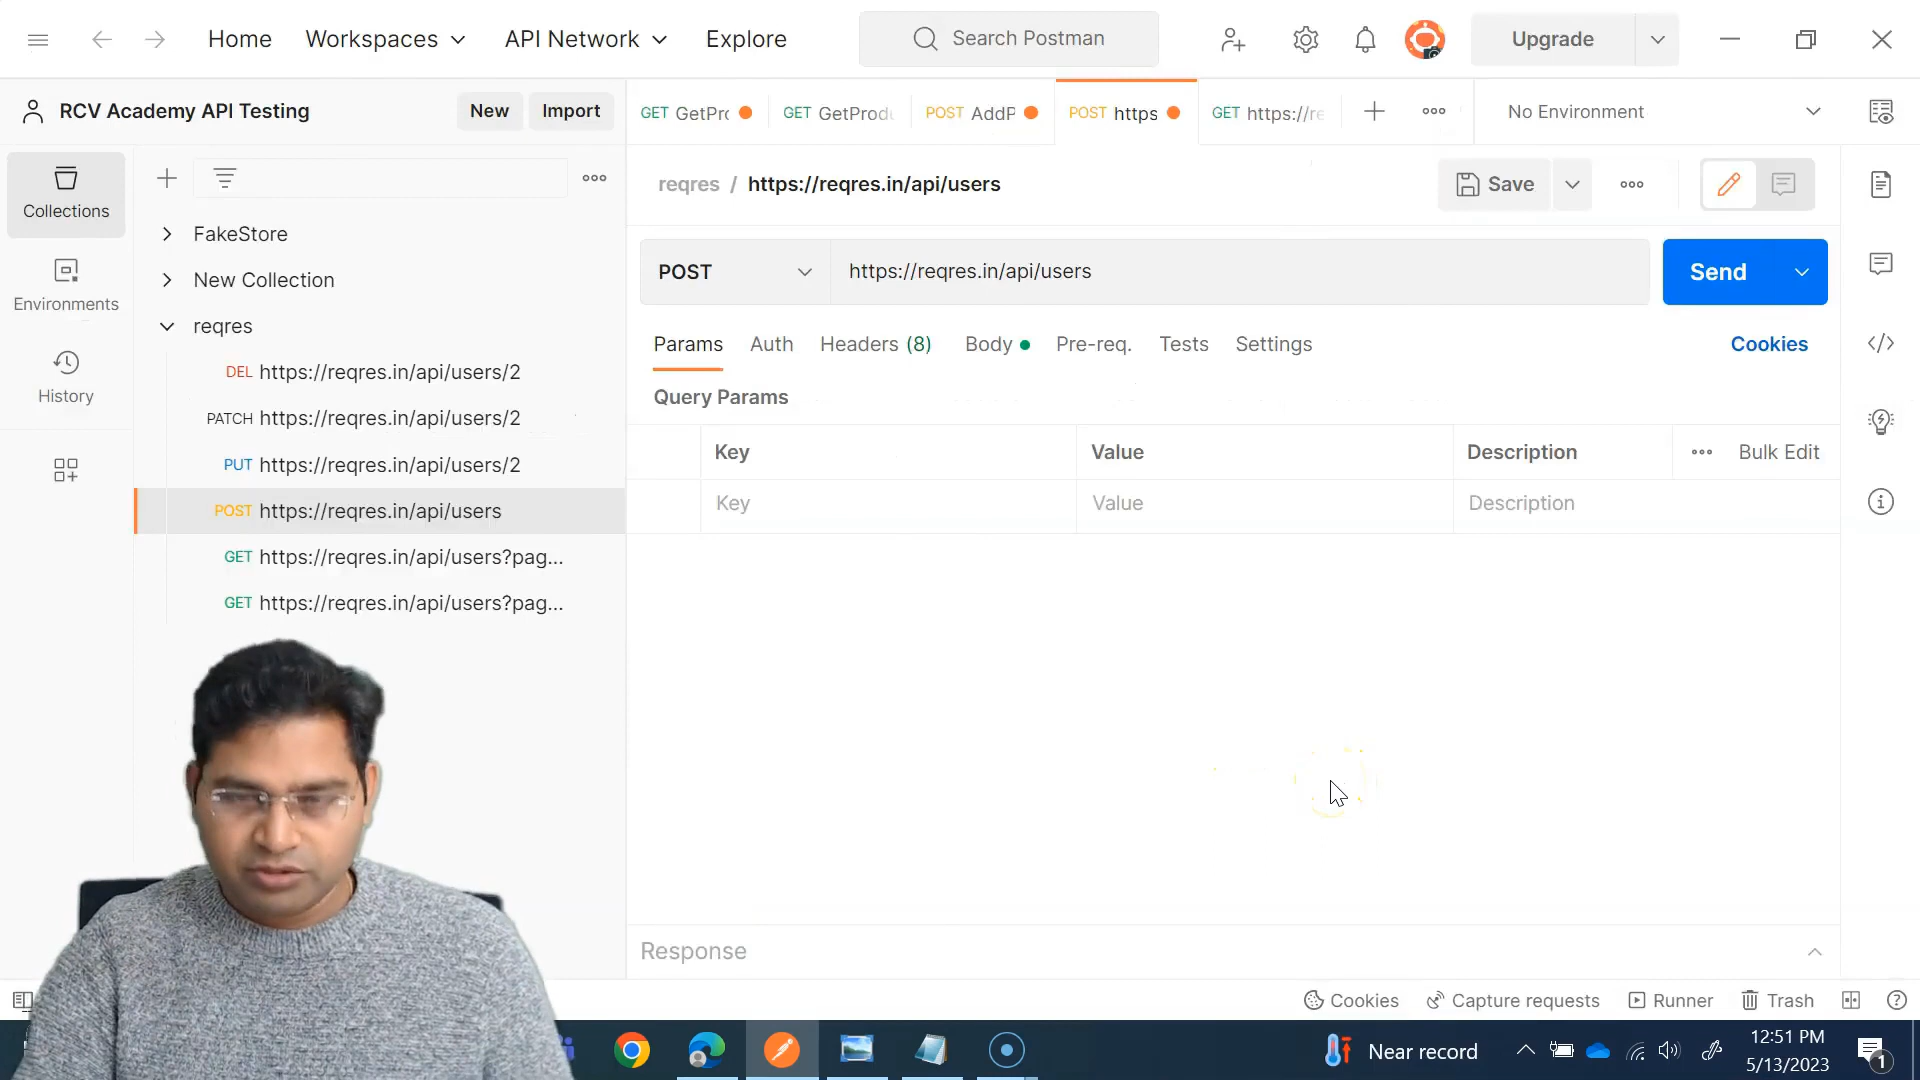 Home
Workspaces
API Network
Explore
Search Postman
Upgrade
RCV Academy API Testing
New
Import
GET GetPrc
GET GetProdu
POST AddP
POST https
GET https://re
No Environment
Collections
Environments
History
FakeStore
New Collection
reqres
DEL https://reqres.in/api/users/2
PATCH https://reqres.in/api/users/2
PUT https://reqres.in/api/users/2
POST https://reqres.in/api/users
GET https://reqres.in/api/users?pag...
GET https://reqres.in/api/users?pag...
reqres / https://reqres.in/api/users
Save
POST
https://reqres.in/api/users
Send
Params
Auth
Headers (8)
Body
Pre-req.
Tests
Settings
Cookies
Query Params
Key
Value
Description
Bulk Edit
Key
Value
Description
Response
Cookies
Capture requests
Runner
Trash
Near record
12:51 PM
5/13/2023
1